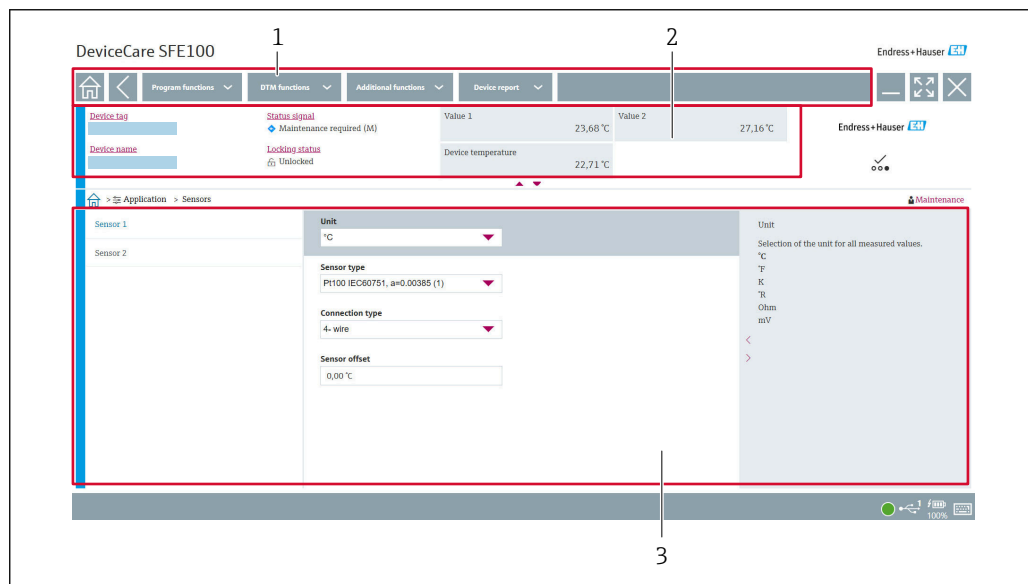 1
2
DeviceCare SFE100
Endress+Hauser EH
Program functions
DTM functions
Additional functions
Device report
Device tag
Status signal
Maintenance required (M)
Value 1
23,68 °C
Value 2
27,16 °C
Endress+Hauser EH
Device name
Locking status
Unlocked
Device temperature
22,71 °C
> Application > Sensors
Maintenance
Sensor 1
Sensor 2
Unit
°C
Sensor type
Pt100 IEC60751, a=0.00385 (1)
Connection type
4- wire
Sensor offset
0,00 °C
Unit
Selection of the unit for all measured values.
°C
°F
K
°R
Ohm
mV
<
>
1
100%
3